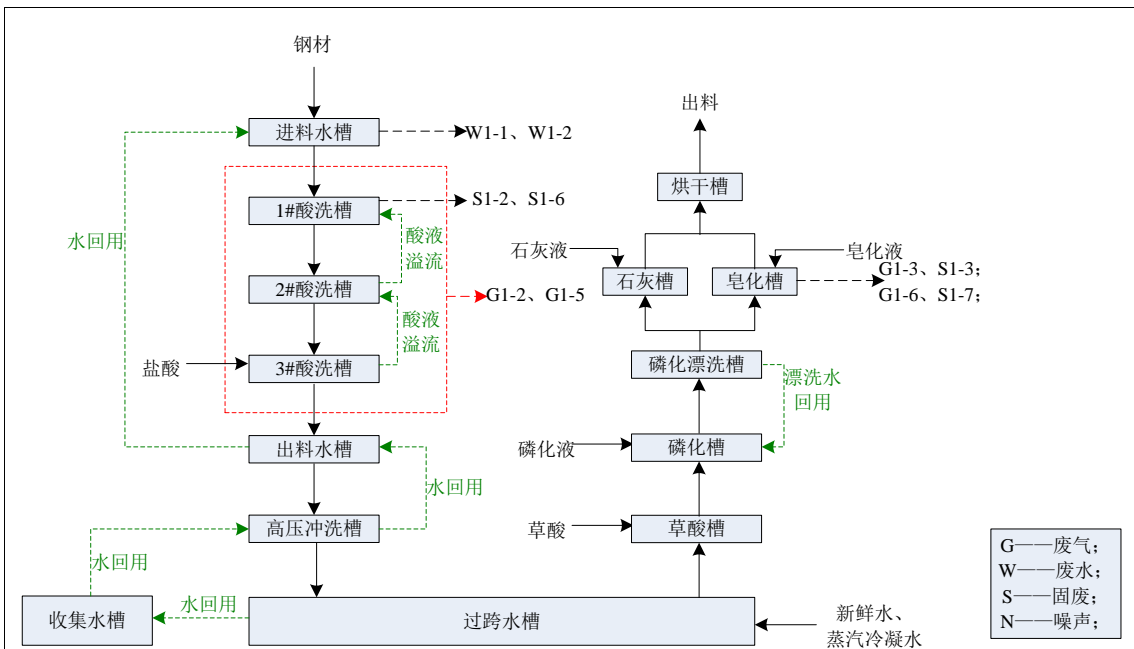 钢材
进料水槽
W1-1、W1-2
1#酸洗槽
S1-2、S1-6
酸液
溢流
水回用
2#酸洗槽
G1-2、G1-5
酸液
溢流
盐酸
3#酸洗槽
出料水槽
水回用
高压冲洗槽
水回用
收集水槽
水回用
过跨水槽
新鲜水、
蒸汽冷凝水
草酸
草酸槽
磷化液
磷化槽
漂洗水
回用
磷化漂洗槽
石灰液
石灰槽
皂化液
皂化槽
G1-3、S1-3；
G1-6、S1-7；
烘干槽
出料
G——废气；
W——废水；
S——固废；
N——噪声；